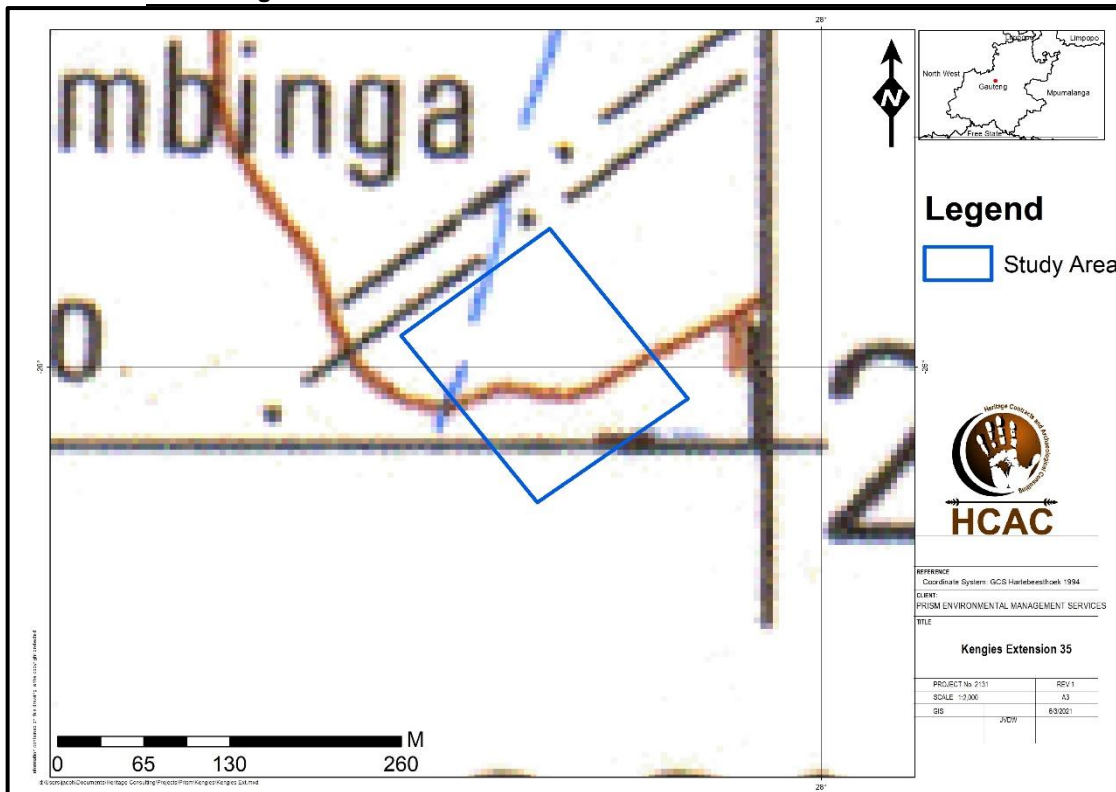 28°
mbinga
o
2
-26°
-26°
28°
N
Limpopo
Limpopo
North West
Gauteng
Mpumalanga
Free State
Legend
Study Area
Heritage Contracts and Archaeological Consulting
HCAC
REFERENCE
Coordinate System: GCS Hartebeesthoek 1994
CLIENT:
PRISM ENVIRONMENTAL MANAGEMENT SERVICES
TITLE
Kengies Extension 35
PROJECT No 2131 REV 1
SCALE 1:2,000 A3
GIS 6/3/2021
JVDW
M
0 65 130 260